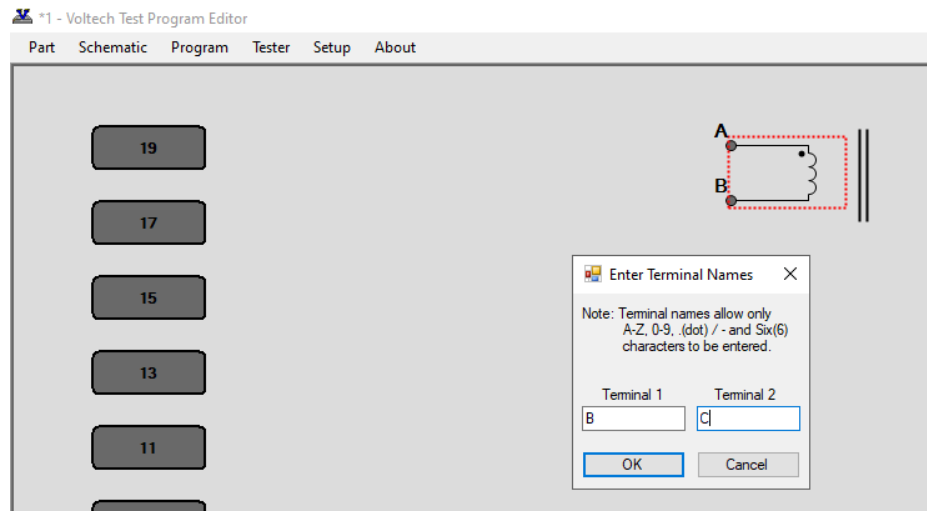 *1 - Voltech Test Program Editor
Part Schematic Program Tester Setup About
19
17
15
13
11
A
B
Enter Terminal Names
Note: Terminal names allow only
A-Z, 0-9, .(dot) / - and Six(6)
characters to be entered.
Terminal 1 Terminal 2
B C
OK Cancel